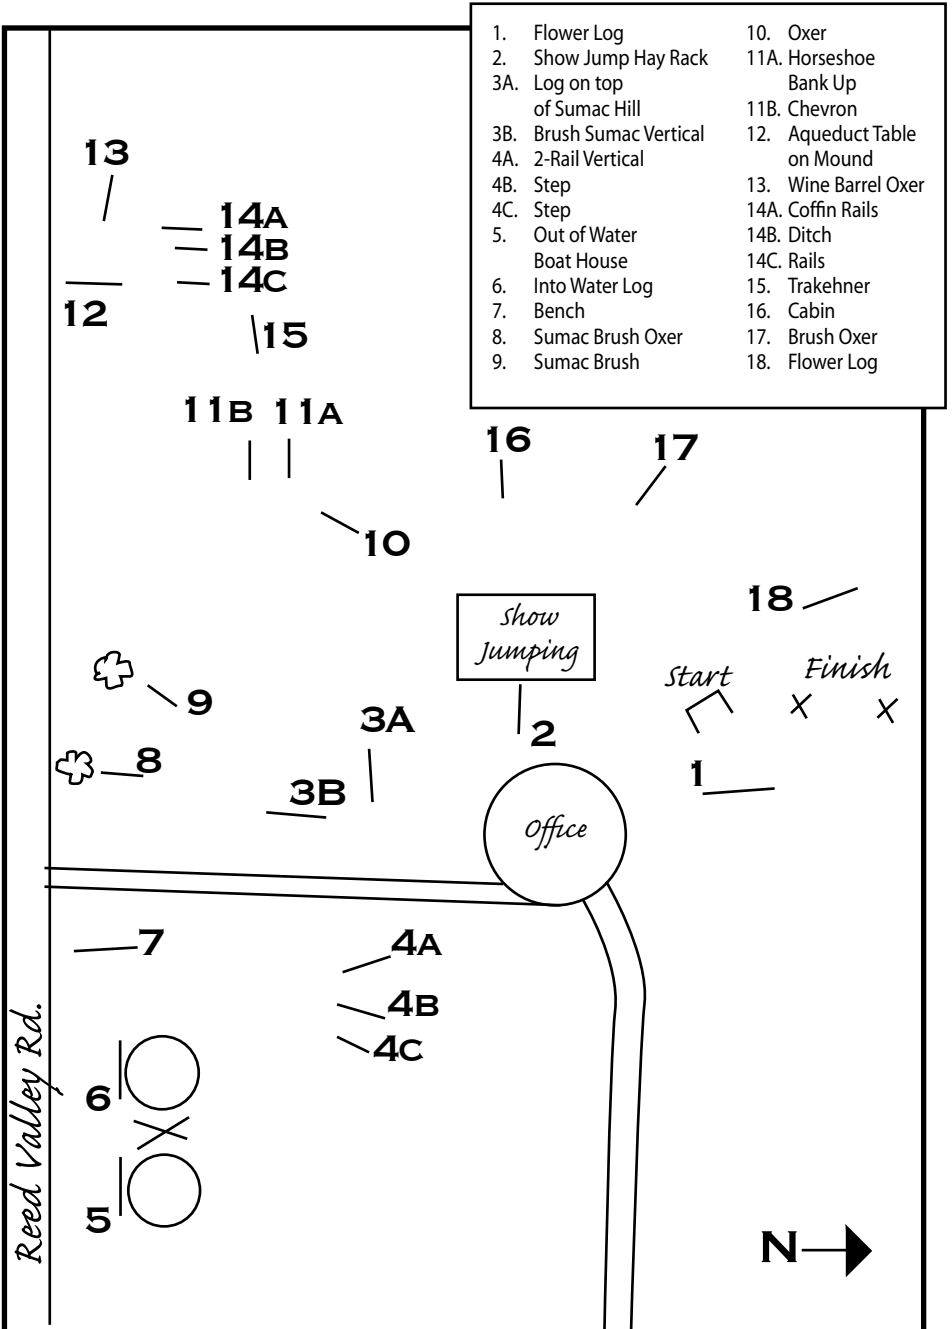 1. Flower Log
2. Show Jump Hay Rack
3A. Log on top
of Sumac Hill
3B. Brush Sumac Vertical
4A. 2-Rail Vertical
4B. Step
4C. Step
5. Out of Water
Boat House
6. Into Water Log
7. Bench
8. Sumac Brush Oxer
9. Sumac Brush
10. Oxer
11A. Horseshoe
Bank Up
11B. Chevron
12. Aqueduct Table
on Mound
13. Wine Barrel Oxer
14A. Coffin Rails
14B. Ditch
14C. Rails
15. Trakehner
16. Cabin
17. Brush Oxer
18. Flower Log
13
14A
14B
14C
12
15
11B 11A
16
17
10
18
Show
Jumping
Start
Finish
9
3A
2
8
1
3B
Office
7
4A
4B
4C
6
5
Reed Valley Rd.
N